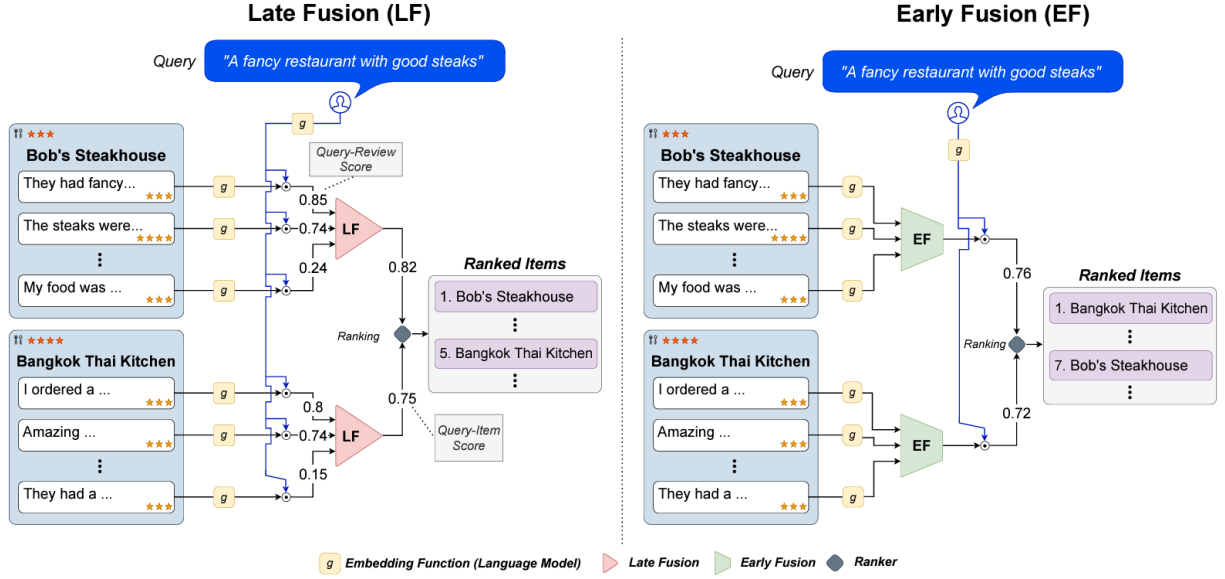 Late Fusion (LF)
Query
"A fancy restaurant with good steaks"
g
Bob's Steakhouse
They had fancy...
g
The steaks were...
g
My food was ...
g
Query-Review
Score
0.85
0.74
0.24
LF
0.82
Bangkok Thai Kitchen
I ordered a ...
g
Amazing ...
g
They had a ...
g
0.8
0.74
0.15
LF
0.75
Query-Item
Score
Ranking
Ranked Items
1. Bob's Steakhouse
5. Bangkok Thai Kitchen
Early Fusion (EF)
Query
"A fancy restaurant with good steaks"
g
Bob's Steakhouse
They had fancy...
g
The steaks were...
g
My food was ...
g
EF
0.76
Bangkok Thai Kitchen
I ordered a ...
g
Amazing ...
g
They had a ...
g
EF
0.72
Ranking
Ranked Items
1. Bangkok Thai Kitchen
7. Bob's Steakhouse
g Embedding Function (Language Model) Late Fusion Early Fusion Ranker